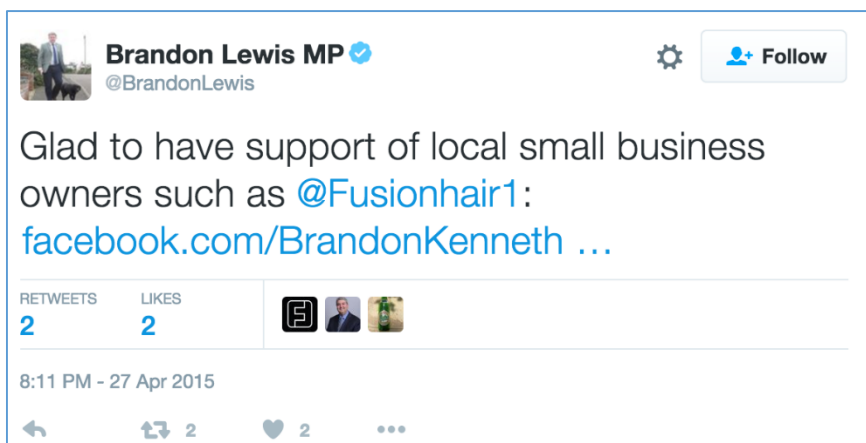 Brandon Lewis MP
Follow
@BrandonLewis
Glad to have support of local small business
owners such as @Fusionhair1:
facebook.com/BrandonKenneth …
RETWEETS LIKES
2 2
8:11 PM - 27 Apr 2015
2 2